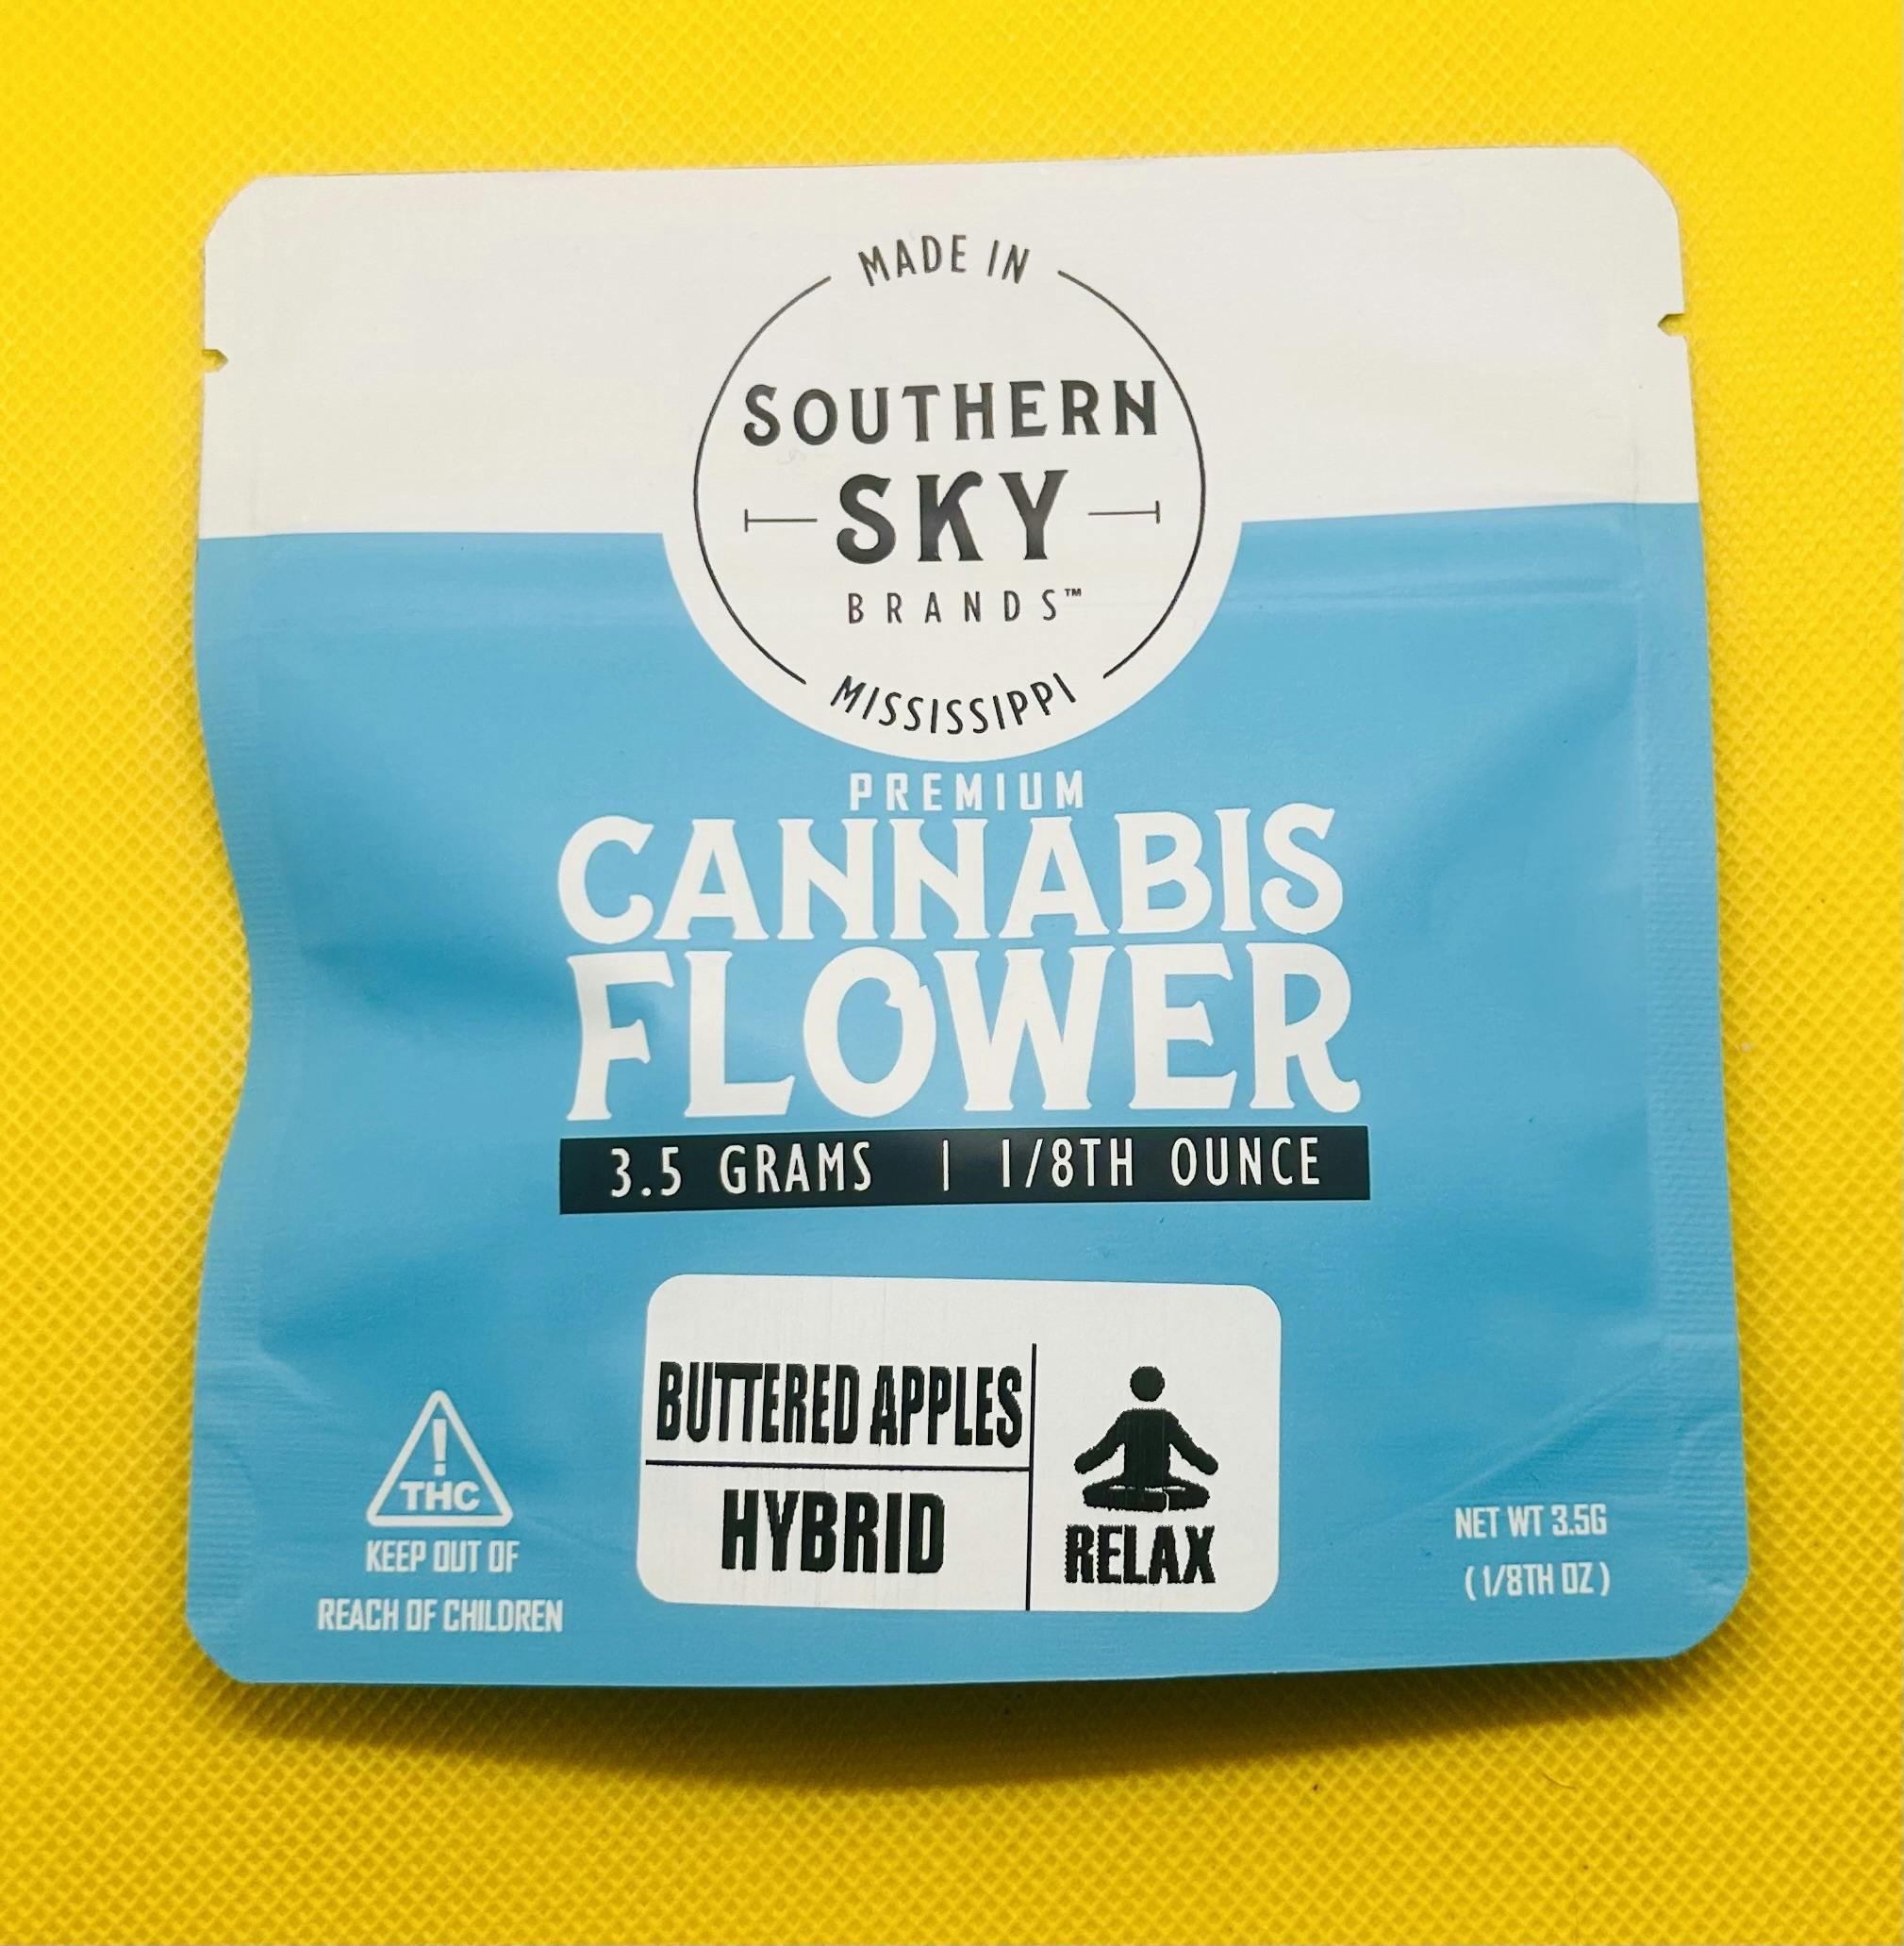 MADE IN
SOUTHERN
SKY
BRANDS™
MISSISSIPPI
PREMIUM
CANNABIS
FLOWER
3.5 GRAMS | 1/8TH OUNCE
BUTTERED APPLES
HYBRID
RELAX
!
THC
KEEP OUT OF
REACH OF CHILDREN
NET WT 3.5G
(1/8TH OZ)